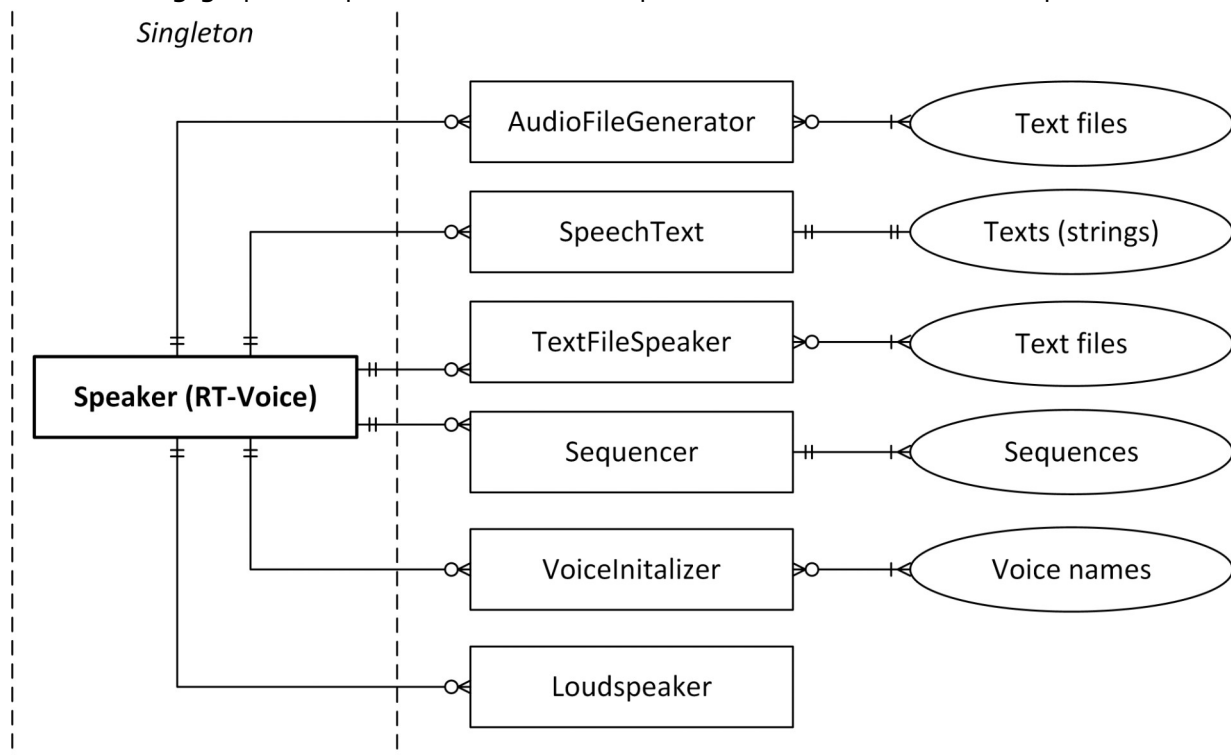 Singleton
AudioFileGenerator
Text files
SpeechText
Texts (strings)
TextFileSpeaker
Text files
Speaker (RT-Voice)
Sequencer
Sequences
VoiceInitalizer
Voice names
Loudspeaker